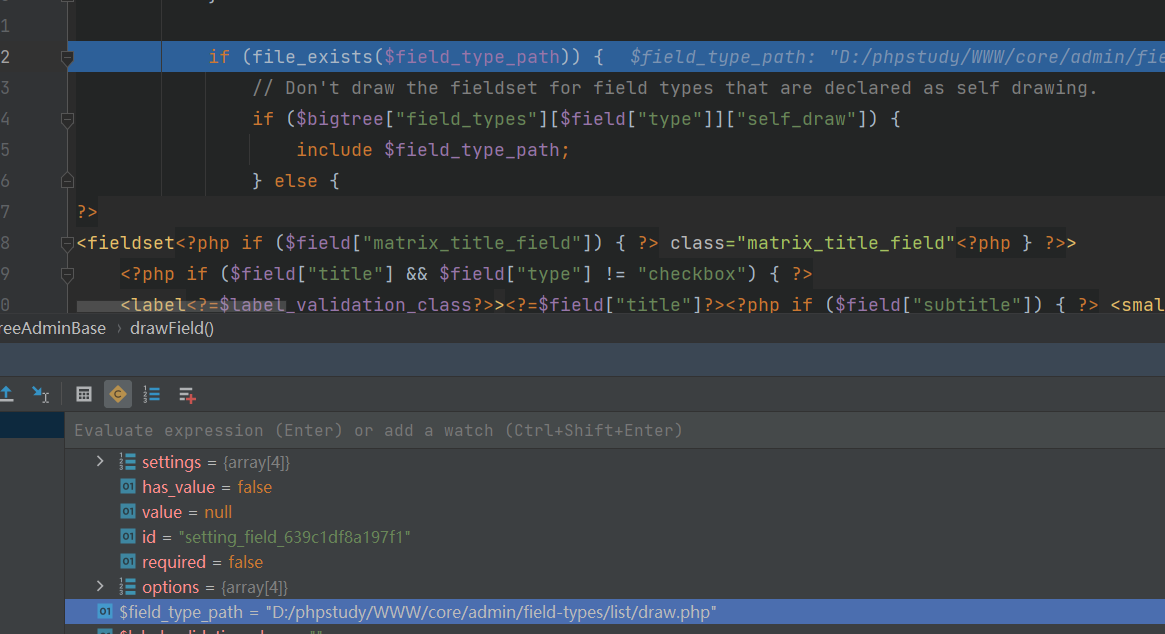 1
2 if (file_exists($field_type_path)) { $field_type_path: "D:/phpstudy/WWW/core/admin/fie
3 // Don't draw the fieldset for field types that are declared as self drawing.
4 if ($bigtree["field_types"][$field["type"]]["self_draw"]) {
5 include $field_type_path;
6 } else {
7 ?>
8 <fieldset<?php if ($field["matrix_title_field"]) { ?> class="matrix_title_field"<?php } ?>>
9 <?php if ($field["title"] && $field["type"] != "checkbox") { ?>
0 <label<?=$label_validation_class?>><?=$field["title"]?><?php if ($field["subtitle"]) { ?> <smal
reeAdminBase › drawField()
Evaluate expression (Enter) or add a watch (Ctrl+Shift+Enter)
settings = {array[4]}
has_value = false
value = null
id = "setting_field_639c1df8a197f1"
required = false
options = {array[4]}
$field_type_path = "D:/phpstudy/WWW/core/admin/field-types/list/draw.php"